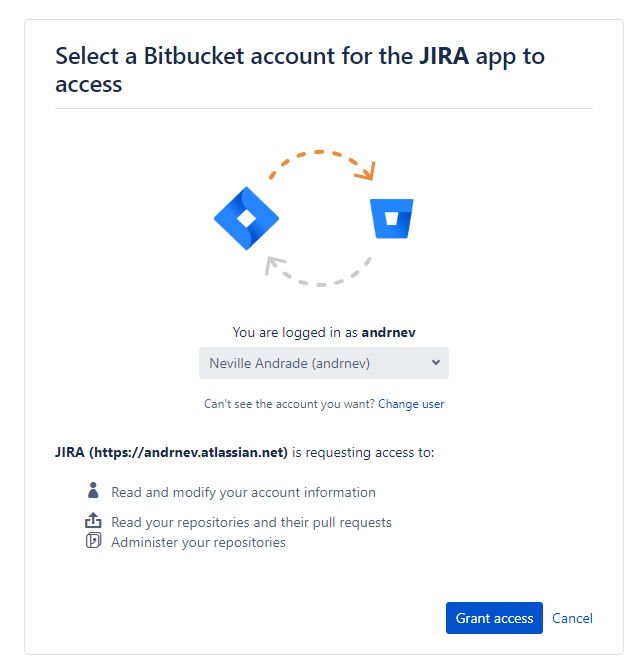 Select a Bitbucket account for the JIRA app to
access
You are logged in as andrnev
Neville Andrade (andrnev)
Can't see the account you want? Change user
JIRA (https://andrnev.atlassian.net) is requesting access to:
Read and modify your account information
Read your repositories and their pull requests
Administer your repositories
Grant access Cancel